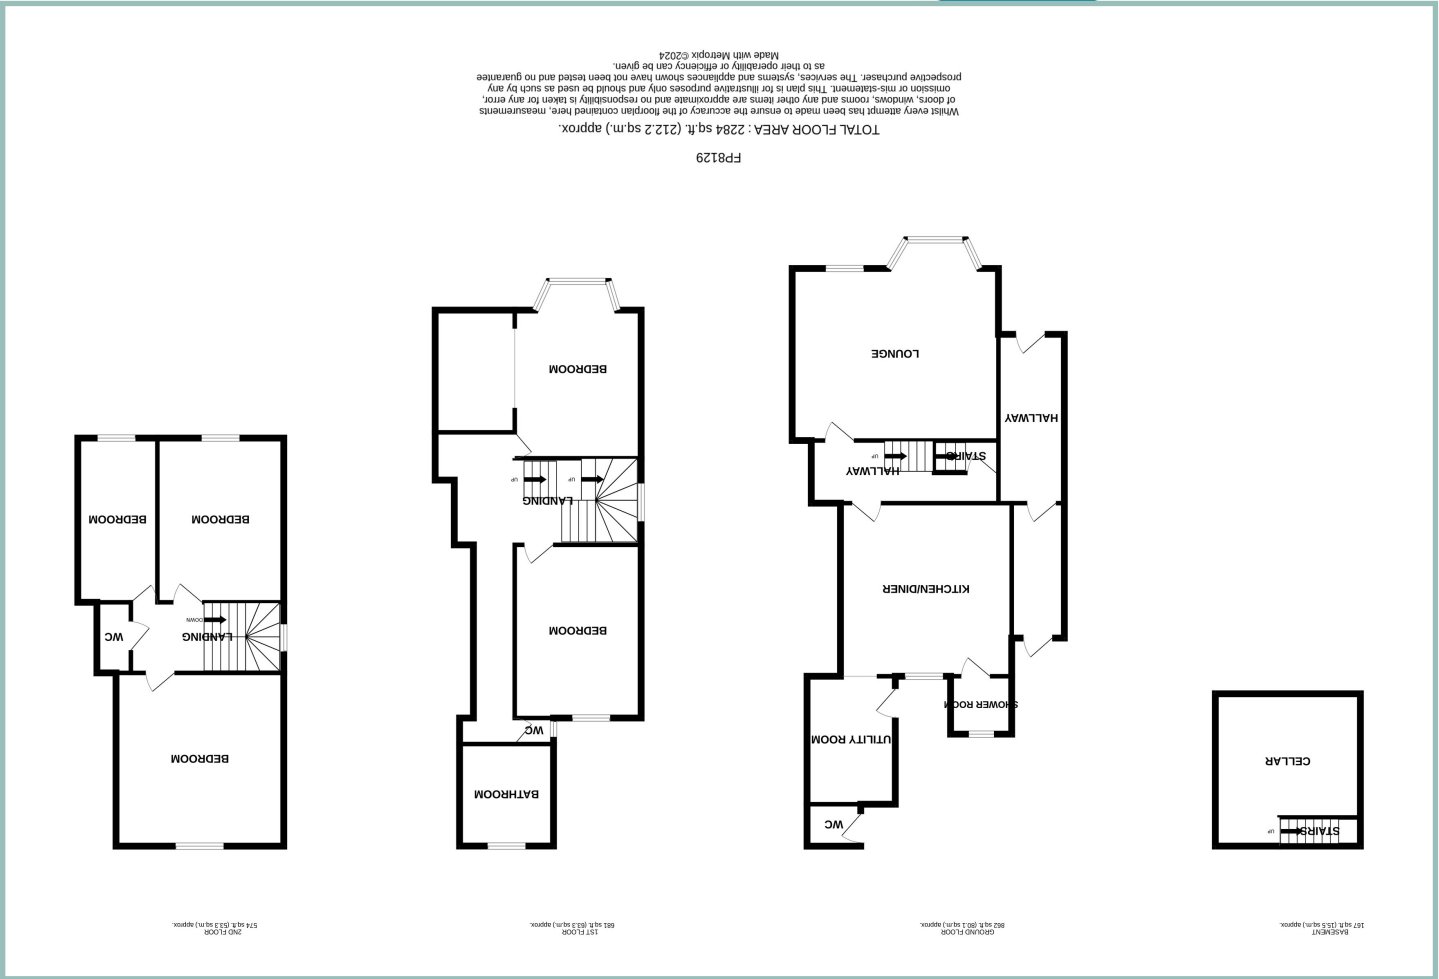 BASEMENT
167 sq.ft. (15.5 sq.m.) approx.
STAIRS
UP
CELLAR
GROUND FLOOR
862 sq.ft. (80.1 sq.m.) approx.
WC
UTILITY ROOM
SHOWER ROOM
KITCHEN/DINER
HALLWAY
STAIRS
UP
HALLWAY
LOUNGE
1ST FLOOR
681 sq.ft. (63.3 sq.m.) approx.
BATHROOM
WC
BEDROOM
LANDING
UP
UP
BEDROOM
2ND FLOOR
574 sq.ft. (53.3 sq.m.) approx.
BEDROOM
LANDING
WC
DOWN
BEDROOM
BEDROOM
FP8129
TOTAL FLOOR AREA : 2284 sq.ft. (212.2 sq.m.) approx.
Whilst every attempt has been made to ensure the accuracy of the floorplan contained here, measurements
of doors, windows, rooms and any other items are approximate and no responsibility is taken for any error,
omission or mis-statement. This plan is for illustrative purposes only and should be used as such by any
prospective purchaser. The services, systems and appliances shown have not been tested and no guarantee
as to their operability or efficiency can be given.
Made with Metropix ©2024